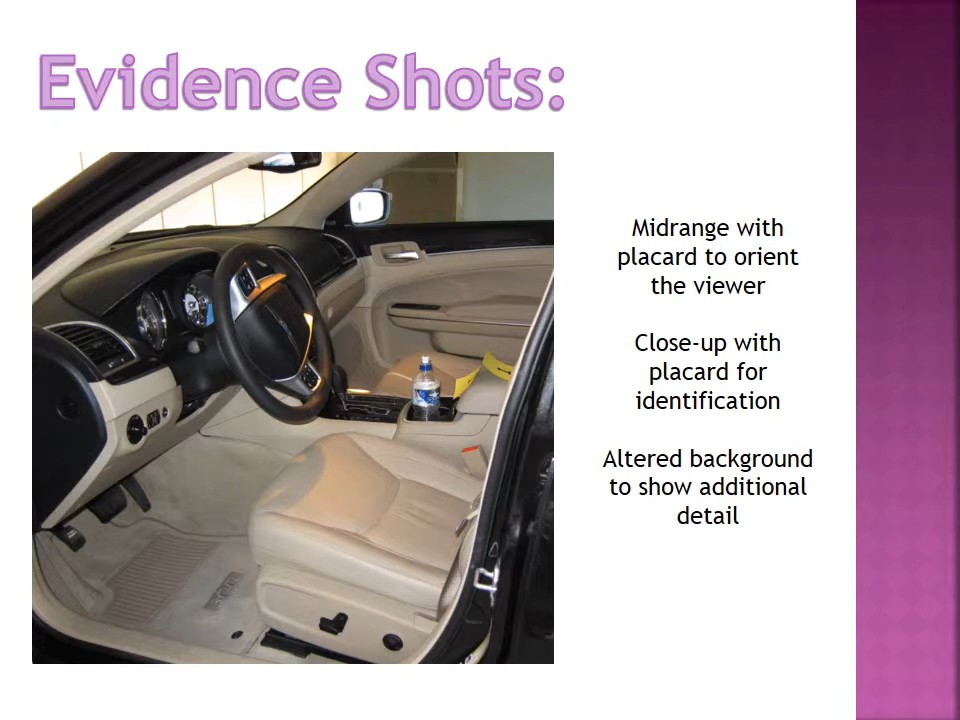 Evidence Shots:
Midrange with
placard to orient
the viewer
Close-up with
placard for
identification
Altered background
to show additional
detail